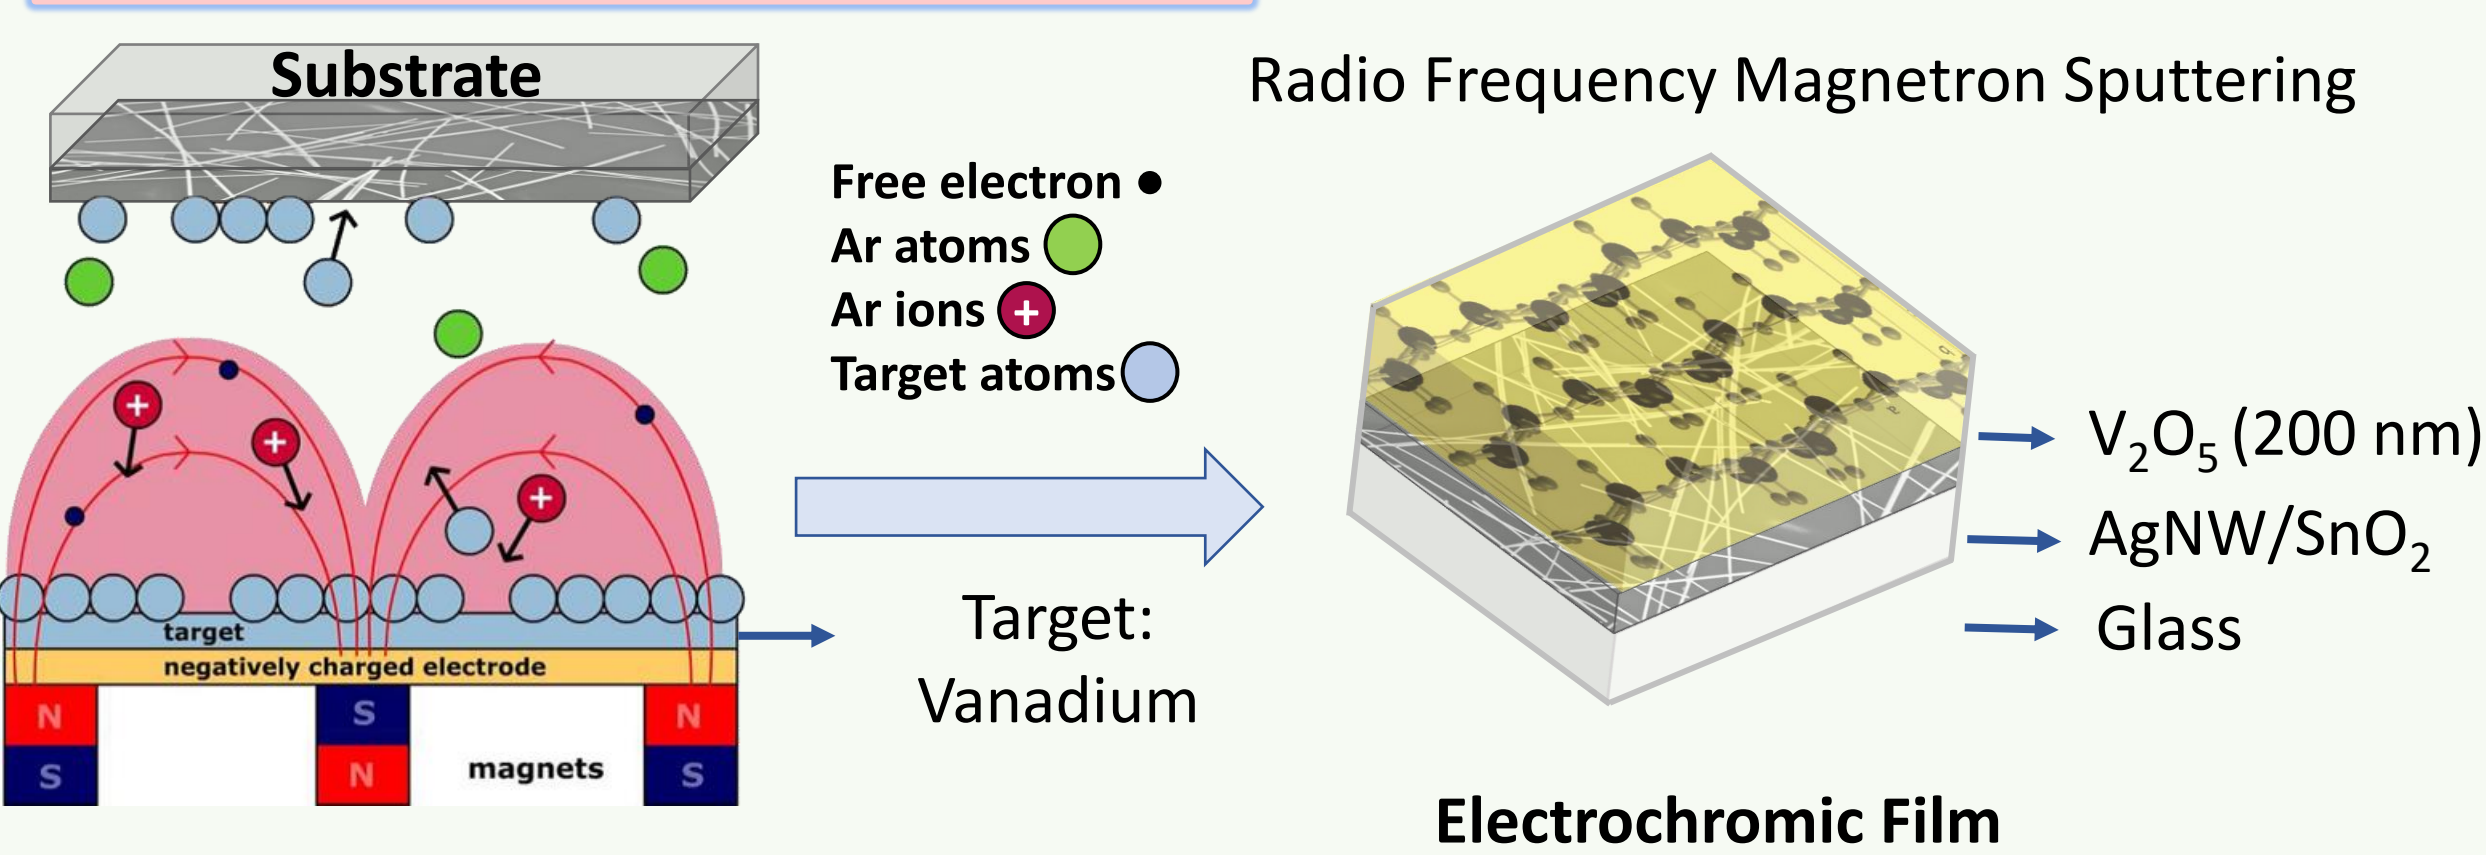 Substrate
Radio Frequency Magnetron Sputtering
Free electron
Ar atoms
Ar ions +
Target atoms
+
+
+
target
negatively charged electrode
N
S
N
S
N
S
magnets
Target:
Vanadium
V₂O₅ (200 nm)
AgNW/SnO₂
Glass
Electrochromic Film